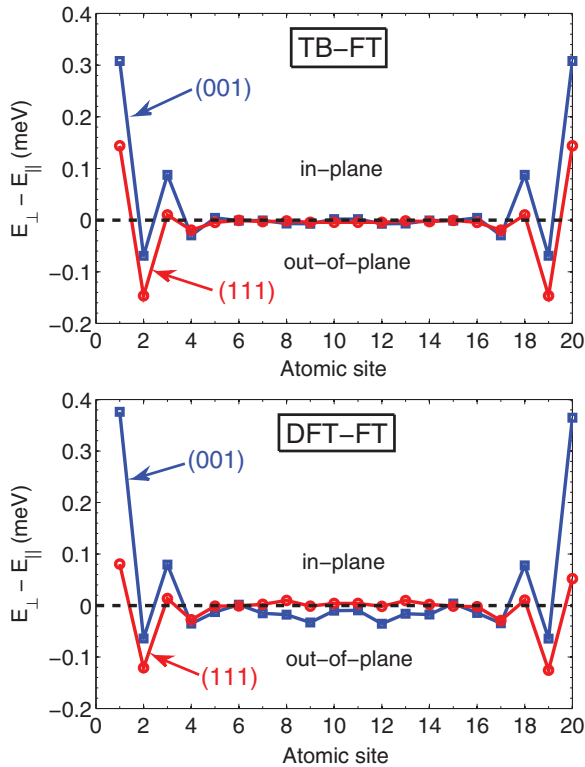 TB−FT
0.4
0.3
0.2
0.1
0
−0.1
−0.2
E⊥ − E|| (meV)
(001)
in−plane
out−of−plane
(111)
0 2 4 6 8 10 12 14 16 18 20
Atomic site
DFT−FT
0.4
0.3
0.2
0.1
0
−0.1
−0.2
E⊥ − E|| (meV)
(001)
in−plane
out−of−plane
(111)
0 2 4 6 8 10 12 14 16 18 20
Atomic site